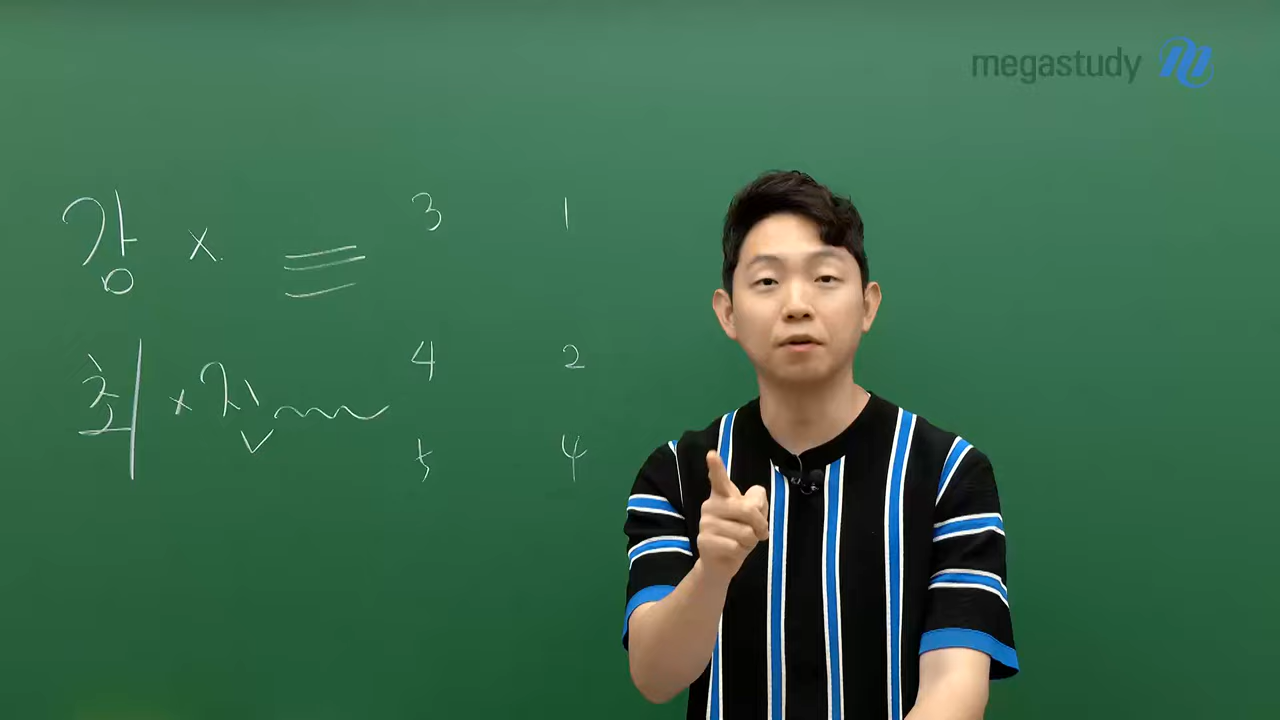 megastudy
강 x 3 1
최 x 4 2
5 4